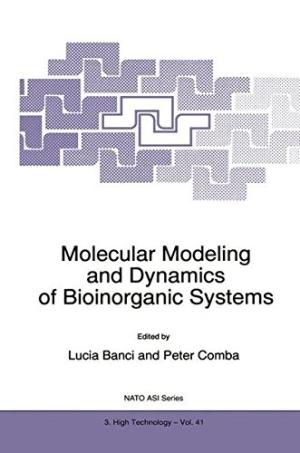 Molecular Modeling
and Dynamics
of Bioinorganic Systems
Edited by
Lucia Banci and Peter Comba
NATO ASI Series
3. High Technology – Vol. 41